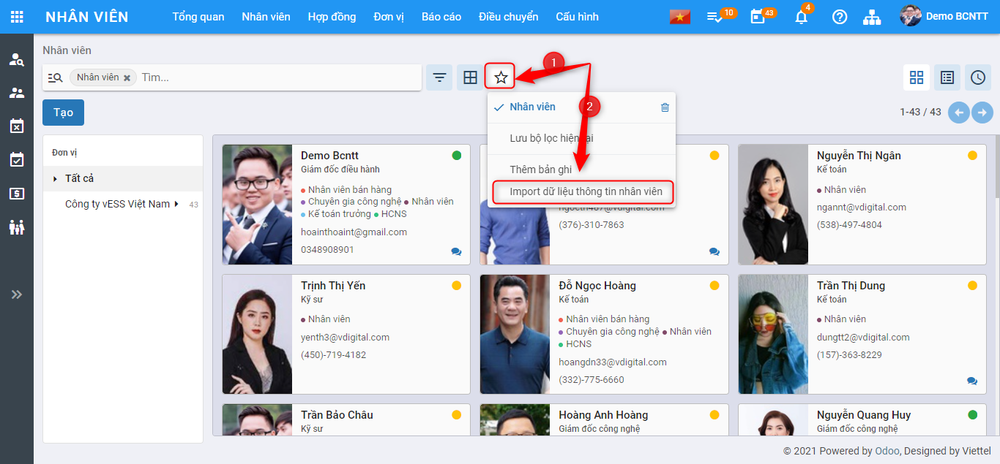 NHÂN VIÊN
Tổng quan Nhân viên Hợp đồng Đơn vị Báo cáo Điều chuyển Cấu hình
10 43 4 Demo BCNTT
Nhân viên
Nhân viên Tìm...
1
Tạo
1-43 / 43
Nhân viên
2
Lưu bộ lọc hiện tại
Thêm bản ghi
Import dữ liệu thông tin nhân viên
Đơn vị
Tất cả
Công ty vESS Việt Nam 43
Demo Bcntt
Giám đốc điều hành
Nhân viên bán hàng
Chuyên gia công nghệ Nhân viên
Kế toán trưởng HCNS
hoainthoaint@gmail.com
0348908901
(376)-310-7863
Nguyễn Thị Ngân
Kế toán
Nhân viên
ngannt@vdigital.com
(538)-497-4804
Trịnh Thị Yến
Kỹ sư
Nhân viên
yenth3@vdigital.com
(450)-719-4182
Đỗ Ngọc Hoàng
Kế toán
Nhân viên bán hàng
Chuyên gia công nghệ Nhân viên
HCNS
hoangdn33@vdigital.com
(332)-775-6660
Trần Thị Dung
Kế toán
Nhân viên
dungtt2@vdigital.com
(157)-363-8229
Trần Bảo Châu
Kỹ sư
Hoàng Anh Hoàng
Giám đốc công nghệ
Nguyễn Quang Huy
Giám đốc công nghệ
© 2021 Powered by Odoo, Designed by Viettel